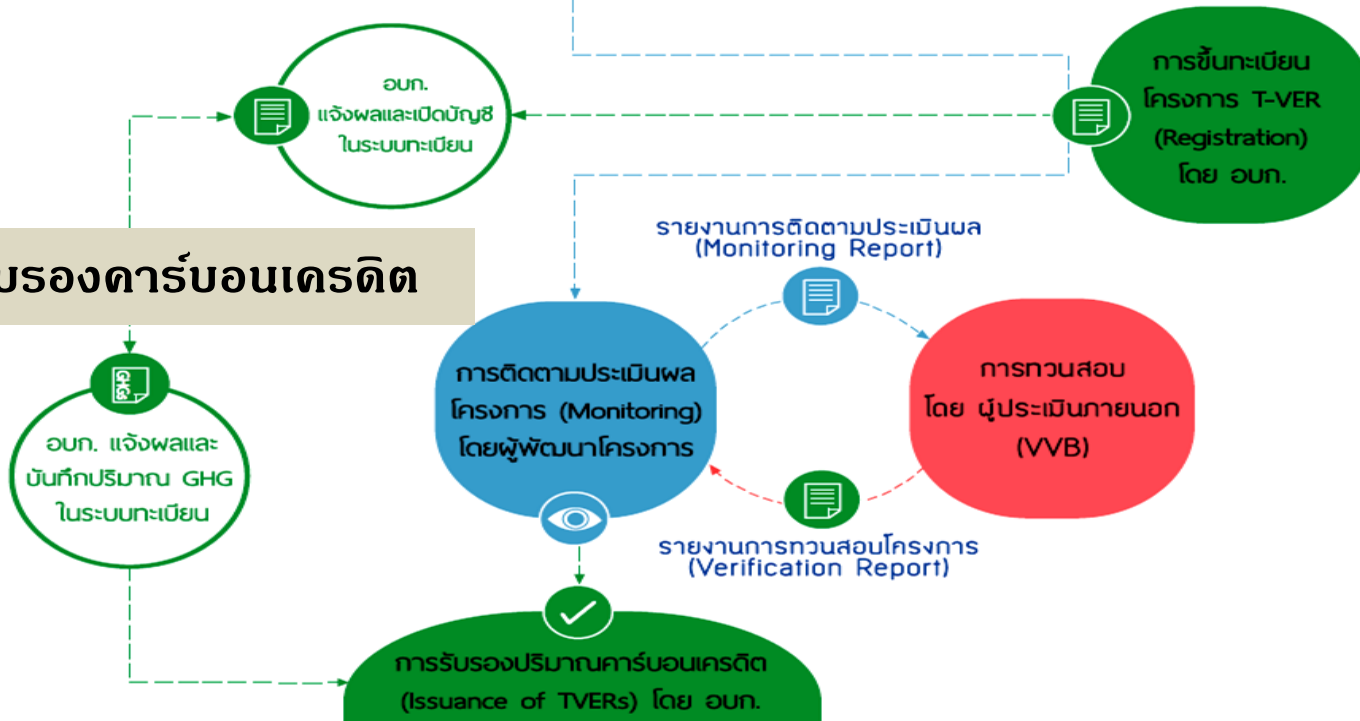 การขึ้นทะเบียน
โครงการ T-VER
(Registration)
โดย อบก.
อบก.
แจ้งผลและเปิดบัญชี
ในระบบทะเบียน
รายงานการติดตามประเมินผล
(Monitoring Report)
บรองคาร์บอนเครดิต
การติดตามประเมินผล
โครงการ (Monitoring)
โดยผู้พัฒนาโครงการ
การทวนสอบ
โดย ผู้ประเมินภายนอก
(VVB)
GHGs
อบก. แจ้งผลและ
บันทึกปริมาณ GHG
ในระบบทะเบียน
รายงานการทวนสอบโครงการ
(Verification Report)
การรับรองปริมาณคาร์บอนเครดิต
(Issuance of TVERs) โดย อบก.